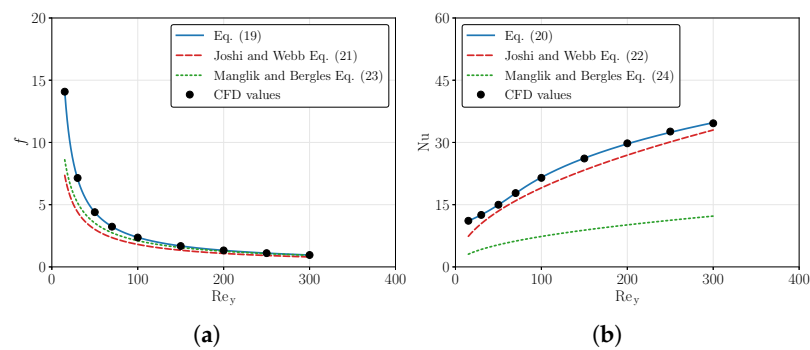 20
15
10
5
0
f
0
100
200
300
400
Re_y
Eq. (19)
Joshi and Webb Eq. (21)
Manglik and Bergles Eq. (23)
CFD values
(a)
60
45
30
15
0
Nu
0
100
200
300
400
Re_y
Eq. (20)
Joshi and Webb Eq. (22)
Manglik and Bergles Eq. (24)
CFD values
(b)